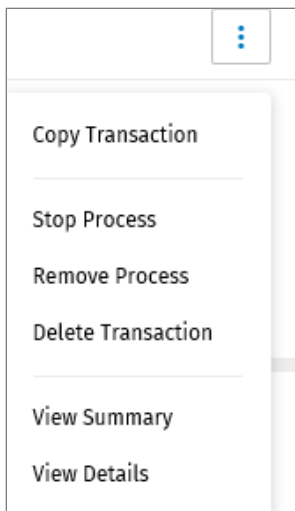 Copy Transaction
Stop Process
Remove Process
Delete Transaction
View Summary
View Details